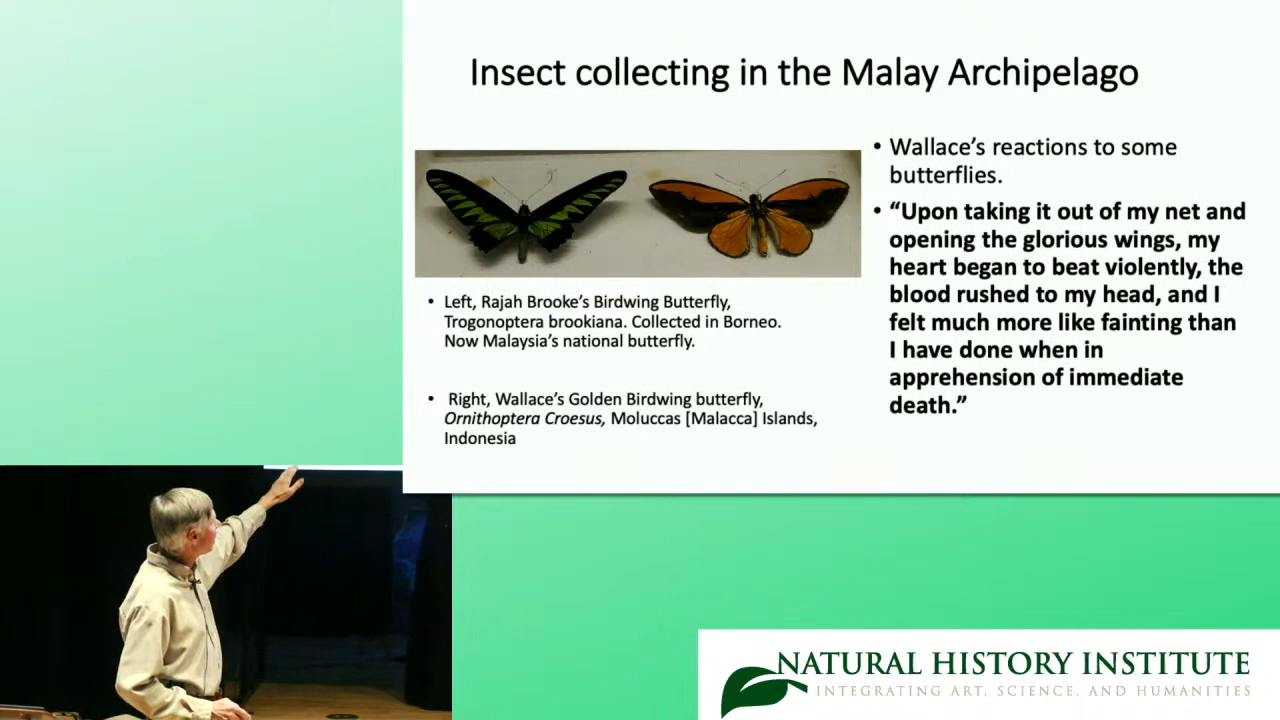 Insect collecting in the Malay Archipelago
• Left, Rajah Brooke's Birdwing Butterfly,
Trogonoptera brookiana. Collected in Borneo.
Now Malaysia's national butterfly.
• Right, Wallace's Golden Birdwing butterfly,
Ornithoptera Croesus, Moluccas [Malacca] Islands,
Indonesia
• Wallace's reactions to some
butterflies.
• “Upon taking it out of my net and
opening the glorious wings, my
heart began to beat violently, the
blood rushed to my head, and I
felt much more like fainting than
I have done when in
apprehension of immediate
death.”
NATURAL HISTORY INSTITUTE
INTEGRATING ART, SCIENCE, AND HUMANITIES